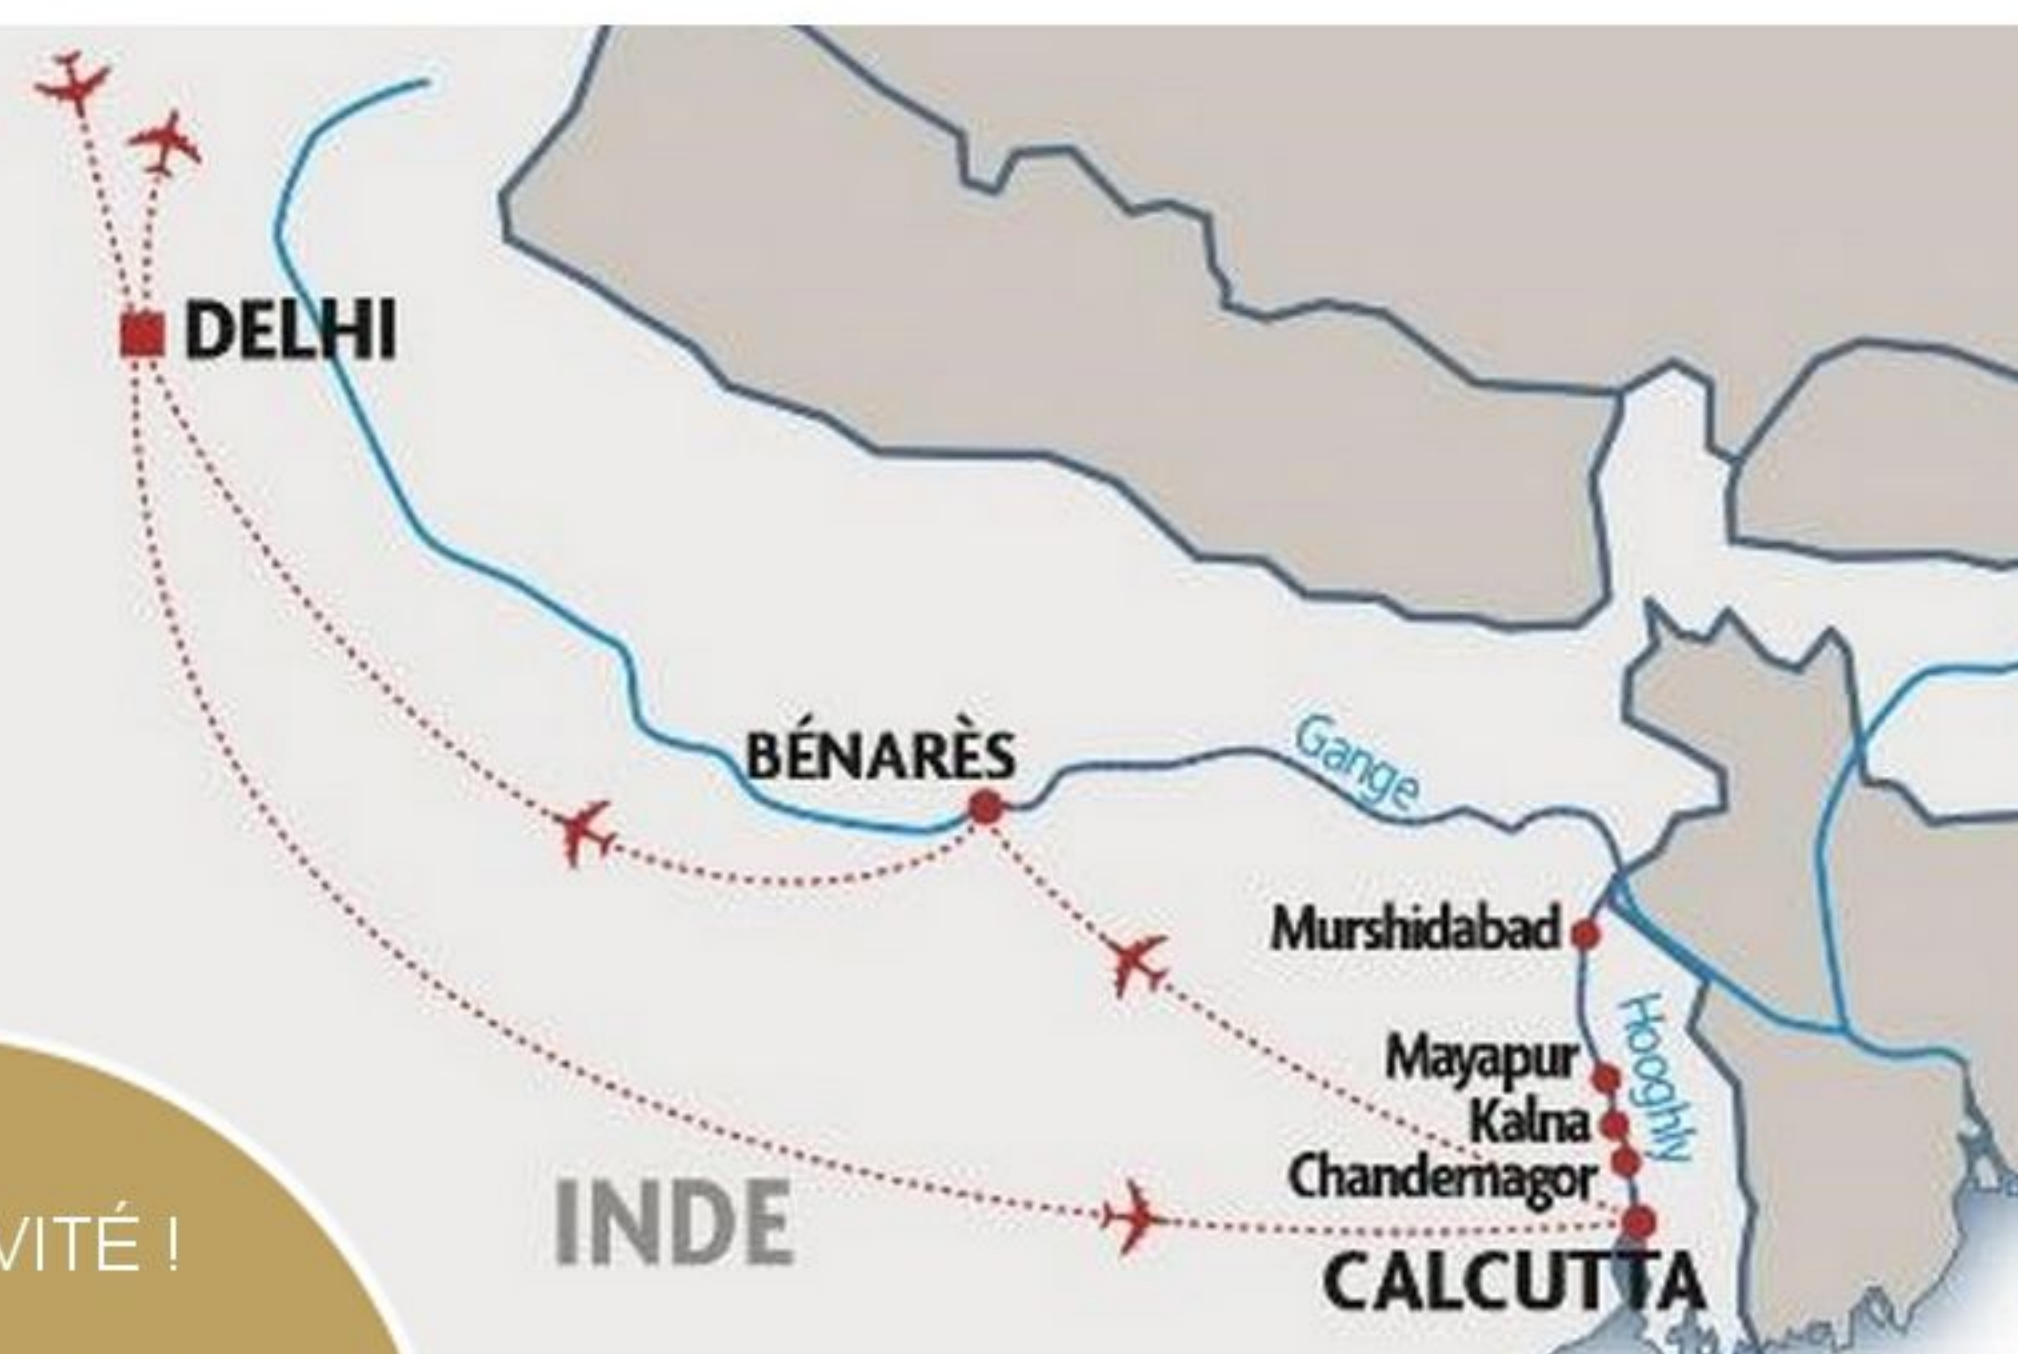 DELHI
BÉNARÈS
Gange
Murshidabad
Hooghly
Mayapur
Kalna
Chandernagor
INDE
CALCUTTA
VITÉ !